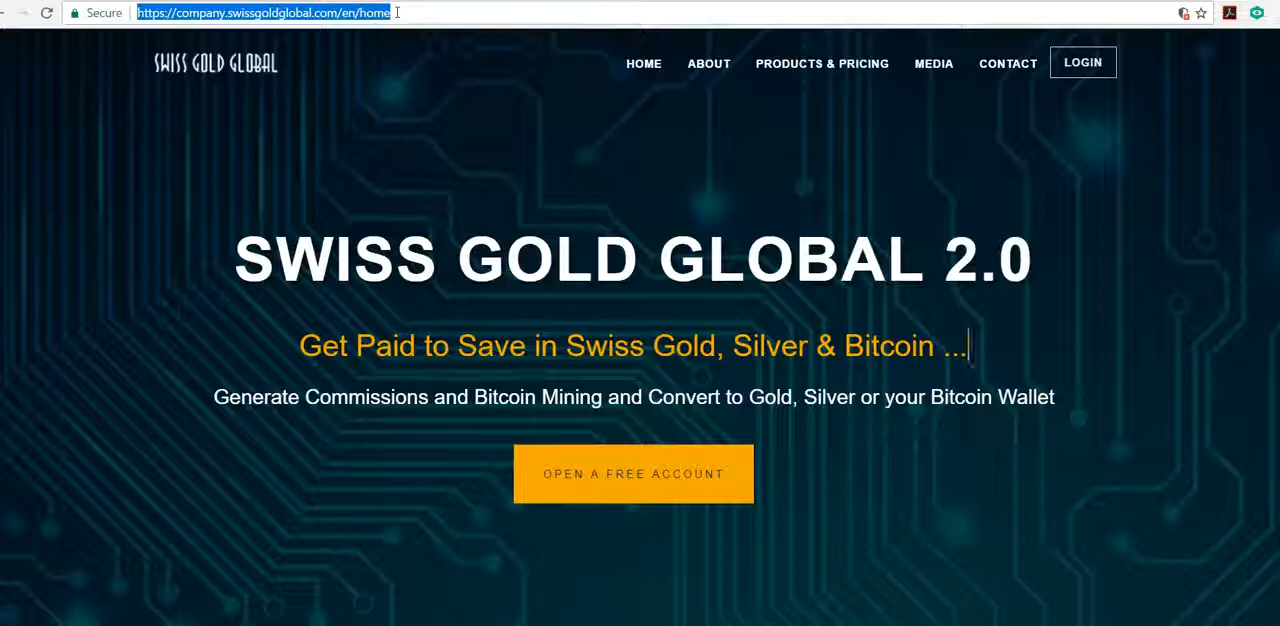 Secure https://company.swissgoldglobal.com/en/home
SWISS GOLD GLOBAL
HOME ABOUT PRODUCTS & PRICING MEDIA CONTACT LOGIN
SWISS GOLD GLOBAL 2.0
Get Paid to Save in Swiss Gold, Silver & Bitcoin ...
Generate Commissions and Bitcoin Mining and Convert to Gold, Silver or your Bitcoin Wallet
OPEN A FREE ACCOUNT